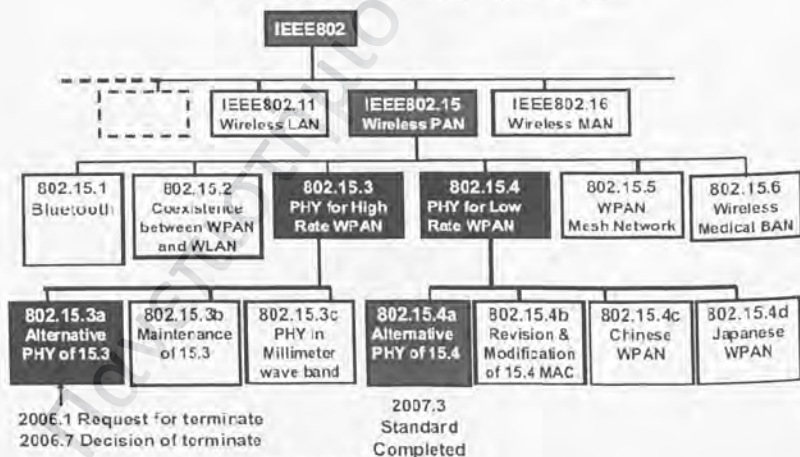 IEEE802
IEEE802.11
Wireless LAN
IEEE802.15
Wireless PAN
IEEE802.16
Wireless MAN
802.15.1
Bluetooth
802.15.2
Coexistence
between WPAN
and WLAN
802.15.3
PHY for High
Rate WPAN
802.15.4
PHY for Low
Rate WPAN
802.15.5
WPAN
Mesh Network
802.15.6
Wireless
Medical BAN
802.15.3a
Alternative
PHY of 15.3
802.15.3b
Maintenance
of 15.3
802.15.3c
PHY in
Millimeter
wave band
802.15.4a
Alternative
PHY of 15.4
802.15.4b
Revision &
Modification
of 15.4 MAC
802.15.4c
Chinese
WPAN
802.15.4d
Japanese
WPAN
2006.1 Request for terminate
2006.7 Decision of terminate
2007.3
Standard
Completed